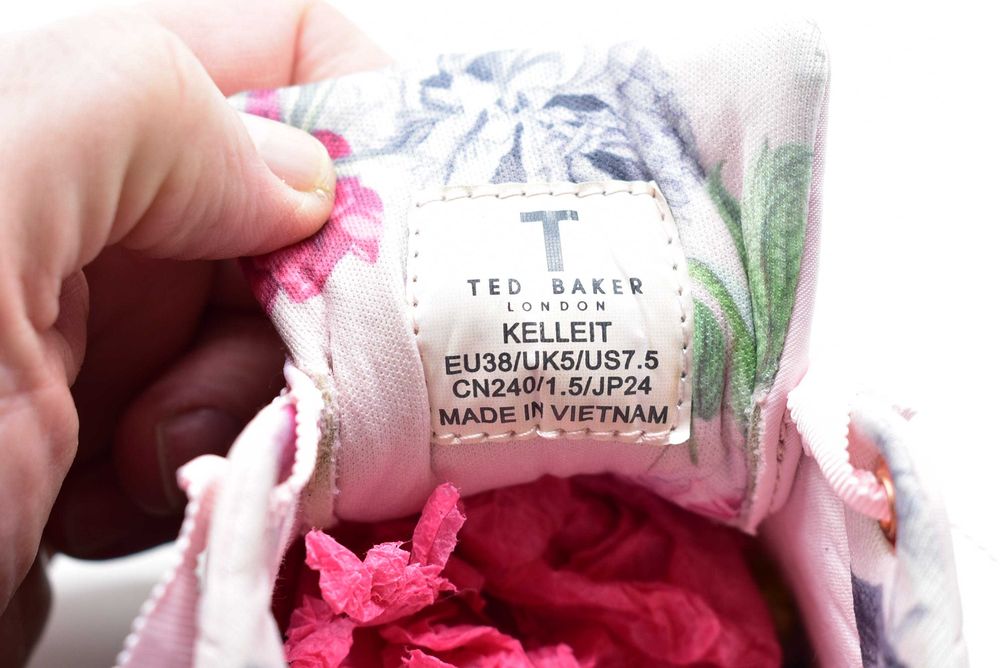 T
TED BAKER
LONDON
KELLEIT
EU38/UK5/US7.5
CN240/1.5/JP24
MADE IN VIETNAM